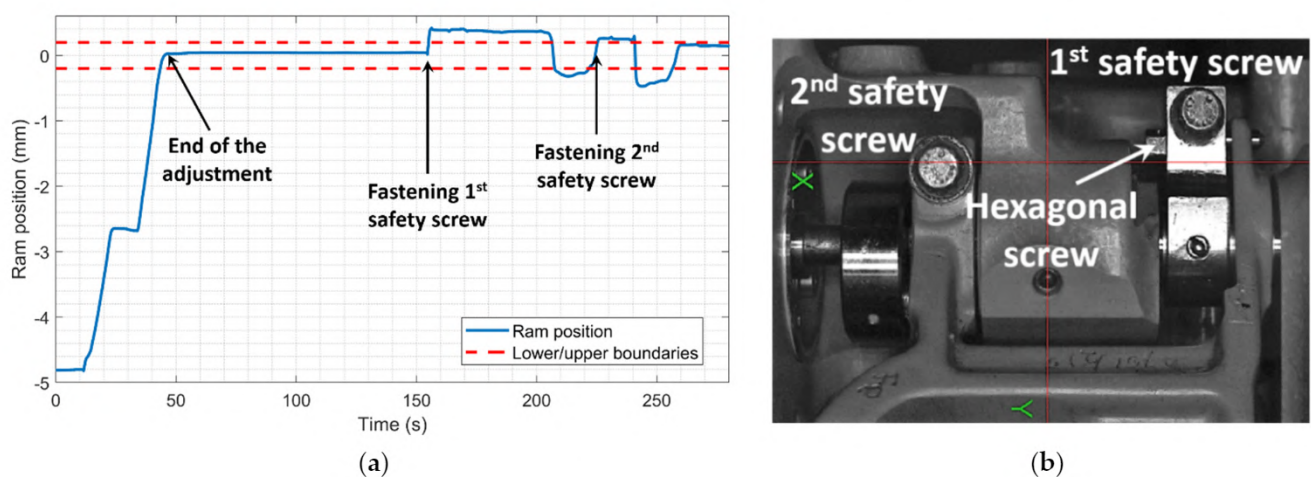 0
-1
-2
-3
-4
-5
Ram position (mm)
End of the
adjustment
Fastening 1st
safety screw
Fastening 2nd
safety screw
Ram position
Lower/upper boundaries
0
50
100
150
200
250
Time (s)
(a)
1st safety screw
2nd safety
screw
X
Hexagonal
screw
Y
(b)